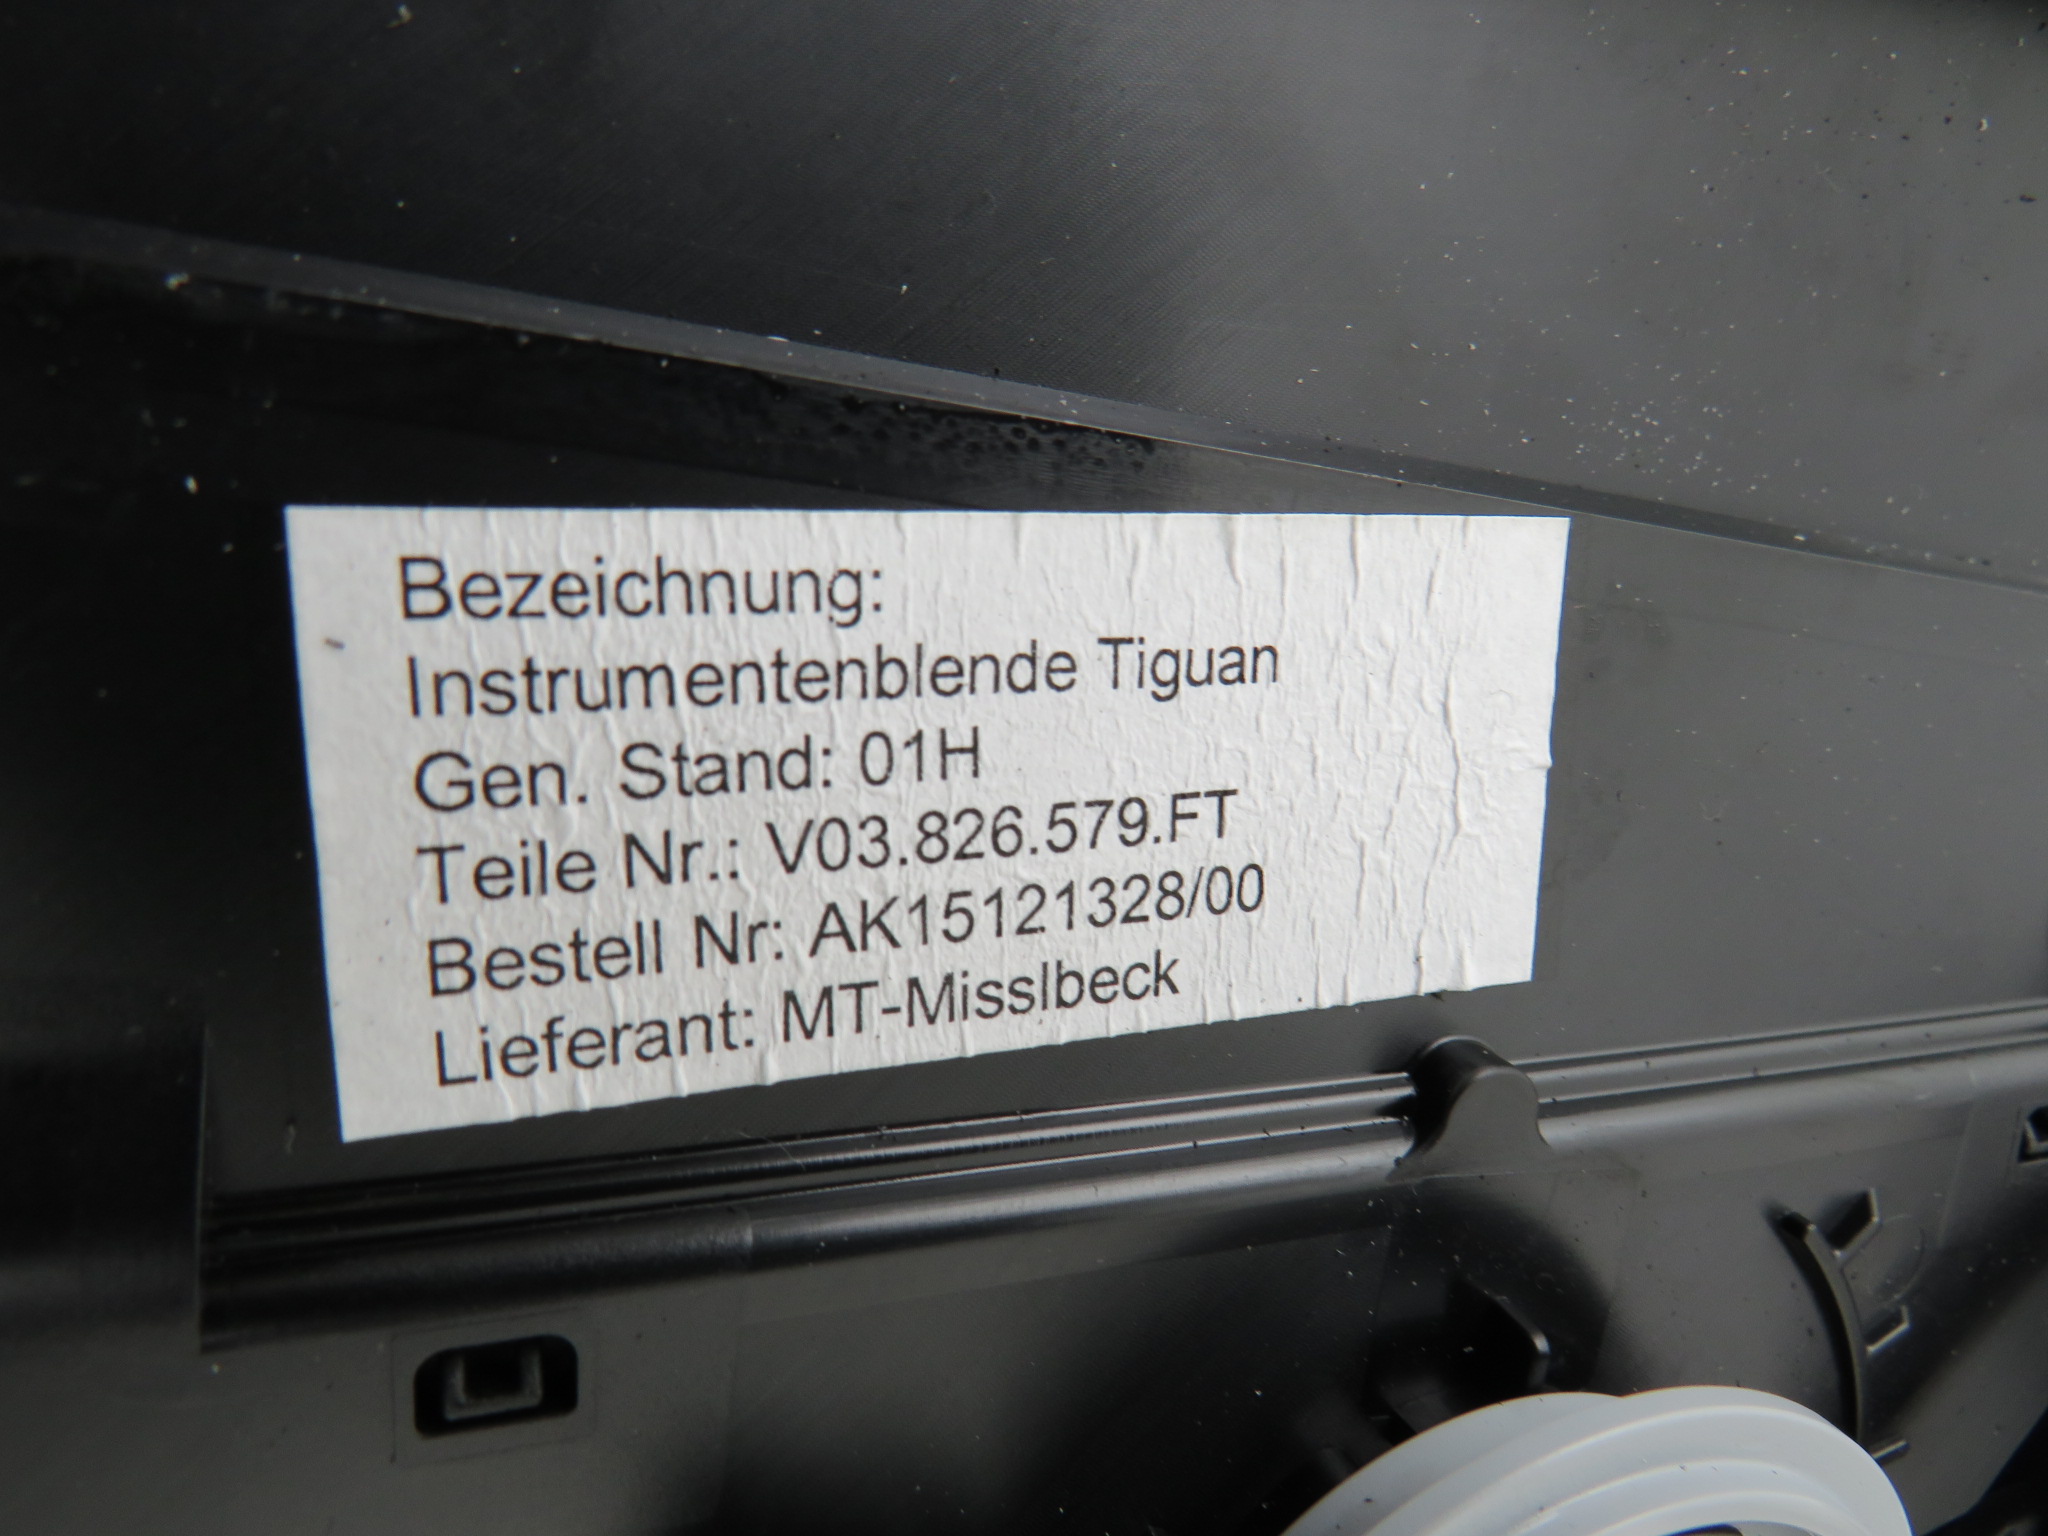 Bezeichnung:
Instrumentenblende Tiguan
Gen. Stand: 01H
Teile Nr.: V03.826.579.FT
Bestell Nr: AK15121328/00
Lieferant: MT-Misslbeck